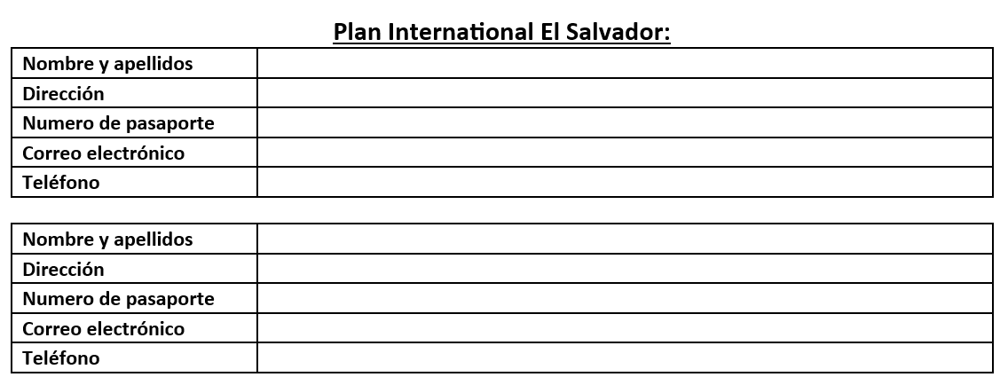 Plan International El Salvador:
Nombre y apellidos
Dirección
Numero de pasaporte
Correo electrónico
Teléfono
Nombre y apellidos
Dirección
Numero de pasaporte
Correo electrónico
Teléfono